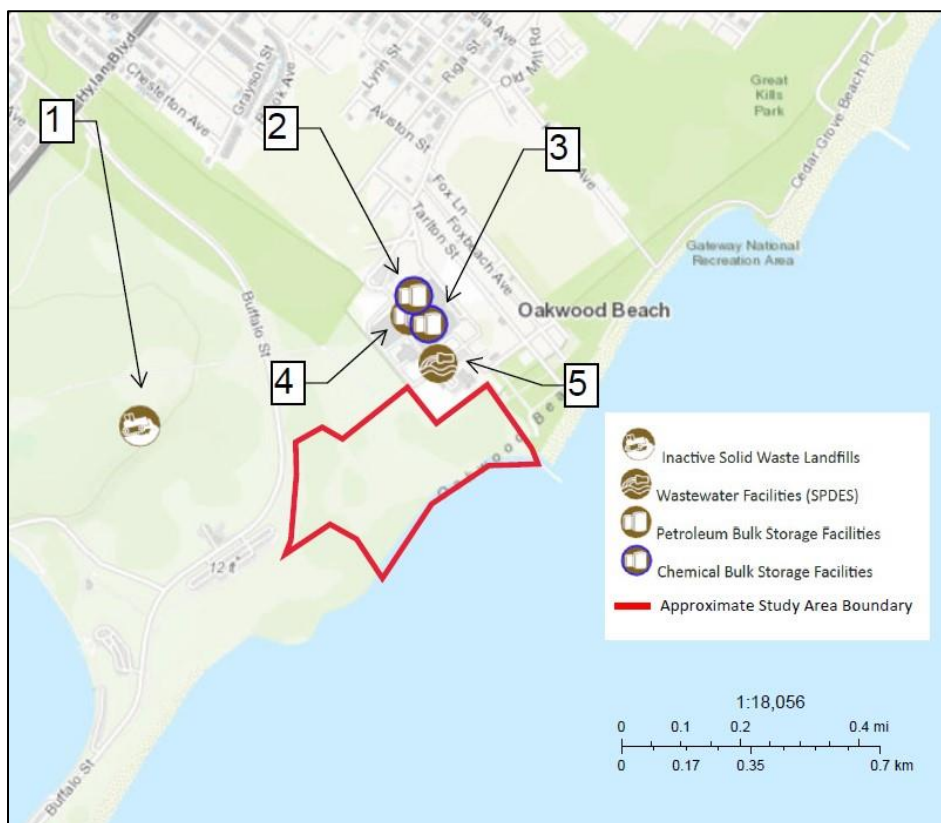 Hylan-Blvd
Chesterton Ave
Grayson St
Lynn St
Riga St
Old Mill Rd
Aviston St
Great
Kills
Park
Cedar Grove Beach Pl
1
2
3
Fox Ln
Foxbeach Ave
Tarlton St
Ave
Gateway National
Recreation Area
Buffalo St
Oakwood Beach
4
5
Inactive Solid Waste Landfills
Wastewater Facilities (SPDES)
Petroleum Bulk Storage Facilities
Chemical Bulk Storage Facilities
Approximate Study Area Boundary
12 ft
Buffalo St
1:18,056
0 0.1 0.2 0.4 mi
0 0.17 0.35 0.7 km